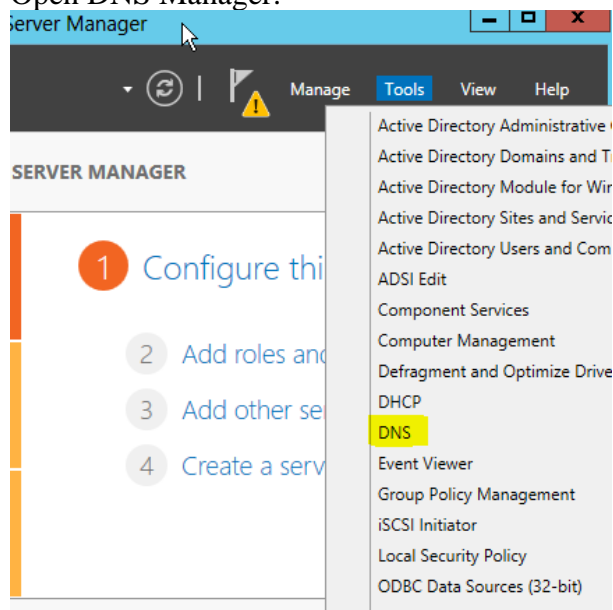 Open DNS Manager.
Server Manager
Manage Tools View Help
SERVER MANAGER
1 Configure thi
2 Add roles and
3 Add other se
4 Create a serv
Active Directory Administrative
Active Directory Domains and T
Active Directory Module for Wi
Active Directory Sites and Servic
Active Directory Users and Com
ADSI Edit
Component Services
Computer Management
Defragment and Optimize Drive
DHCP
DNS
Event Viewer
Group Policy Management
iSCSI Initiator
Local Security Policy
ODBC Data Sources (32-bit)